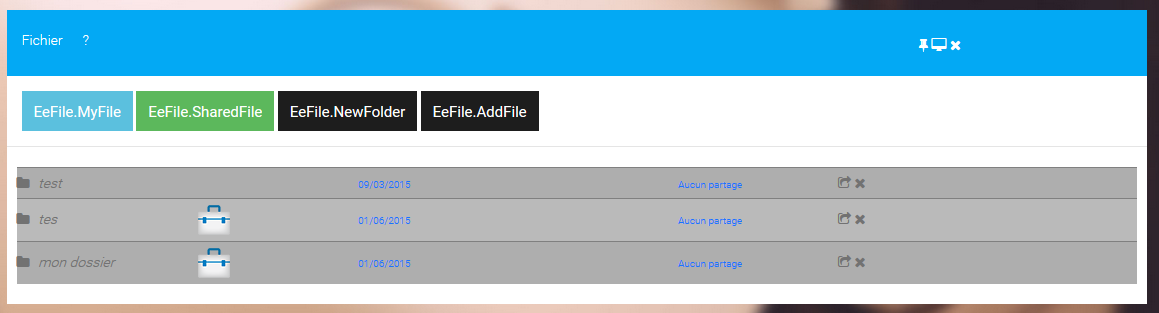 Fichier ?
EeFile.MyFile EeFile.SharedFile EeFile.NewFolder EeFile.AddFile
test 09/03/2015 Aucun partage
tes 01/06/2015 Aucun partage
mon dossier 01/06/2015 Aucun partage